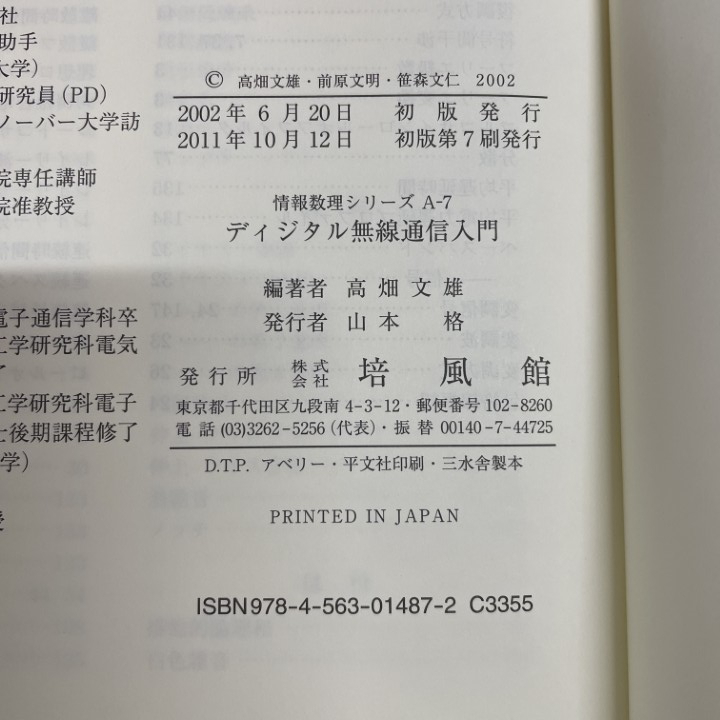 社
助手
大学)
研究員(PD)
ノーバー大学訪
院専任講師
院准教授
電子通信学科卒
工学研究科電気
工学研究科電子
士後期課程修了
学)
© 高畑文雄・前原文明・笹森文仁 2002
2002年 6 月20日 初 版 発 行
2011年10月12日 初版第7刷発行
情報数理シリーズ A-7
ディジタル無線通信入門
編著者 高畑文雄
発行者 山本 格
発行所 株式会社 培風館
東京都千代田区九段南 4-3-12・郵便番号 102-8260
電話 (03)3262-5256 (代表)・振替 00140-7-44725
D.T.P. アベリー・平文社印刷・三水舎製本
PRINTED IN JAPAN
ISBN978-4-563-01487-2 C3355